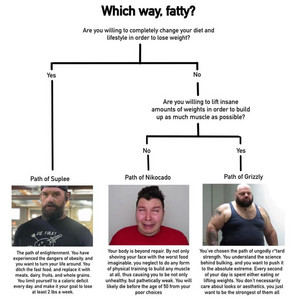 Which way, fatty?
Are you willing to completely change your diet and
lifestyle in order to lose weight?
Yes
No
Are you willing to lift insane
amounts of weights in order to build
up as much muscle as possible?
No
Yes
Path of Suplee
Path of Nikocado
Path of Grizzly
The path of enlightenment. You have
experienced the dangers of obesity, and
you want to turn your life around. You
ditch the fast food, and replace it with
meats, dairy, fruits, and whole grains.
You limit yourself to a caloric deficit
every day, and make it your goal to lose
at least 2 lbs a week.
Your body is beyond repair. By not only
shoving your face with the worst food
imaginable, you neglect to do any form
of physical training to build any muscle
at all, thus causing you to be not only
unhealthy, but pathetically weak. You will
likely die before the age of 50 from your
poor choices
You've chosen the path of ungodly r*tard
strength. You understand the science
behind bulking, and you want to push it
to the absolute extreme. Every second
of your day is spent either eating or
lifting weights. You don't necessarily
care about looks or aesthetics, you just
want to be the strongest of them all.